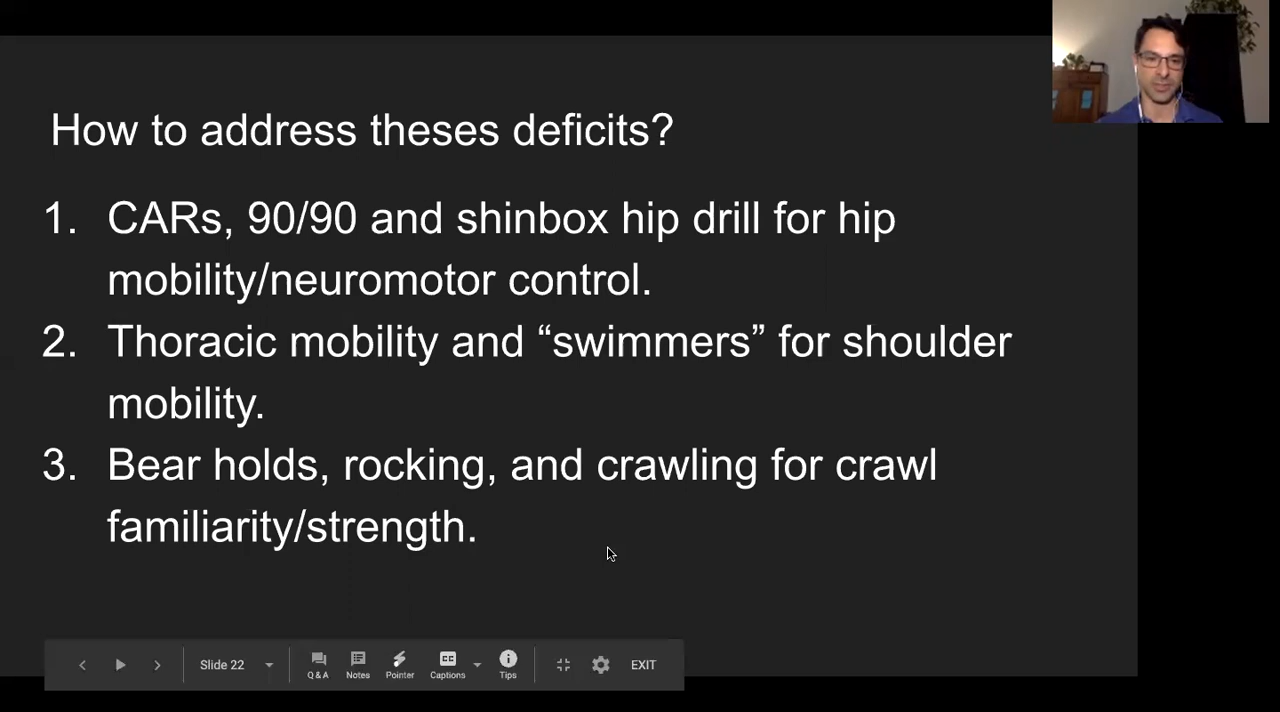 How to address theses deficits?
1. CARs, 90/90 and shinbox hip drill for hip
mobility/neuromotor control.
2. Thoracic mobility and “swimmers” for shoulder
mobility.
3. Bear holds, rocking, and crawling for crawl
familiarity/strength.
Slide 22
Q & A
Notes
Pointer
CC
Captions
Tips
EXIT